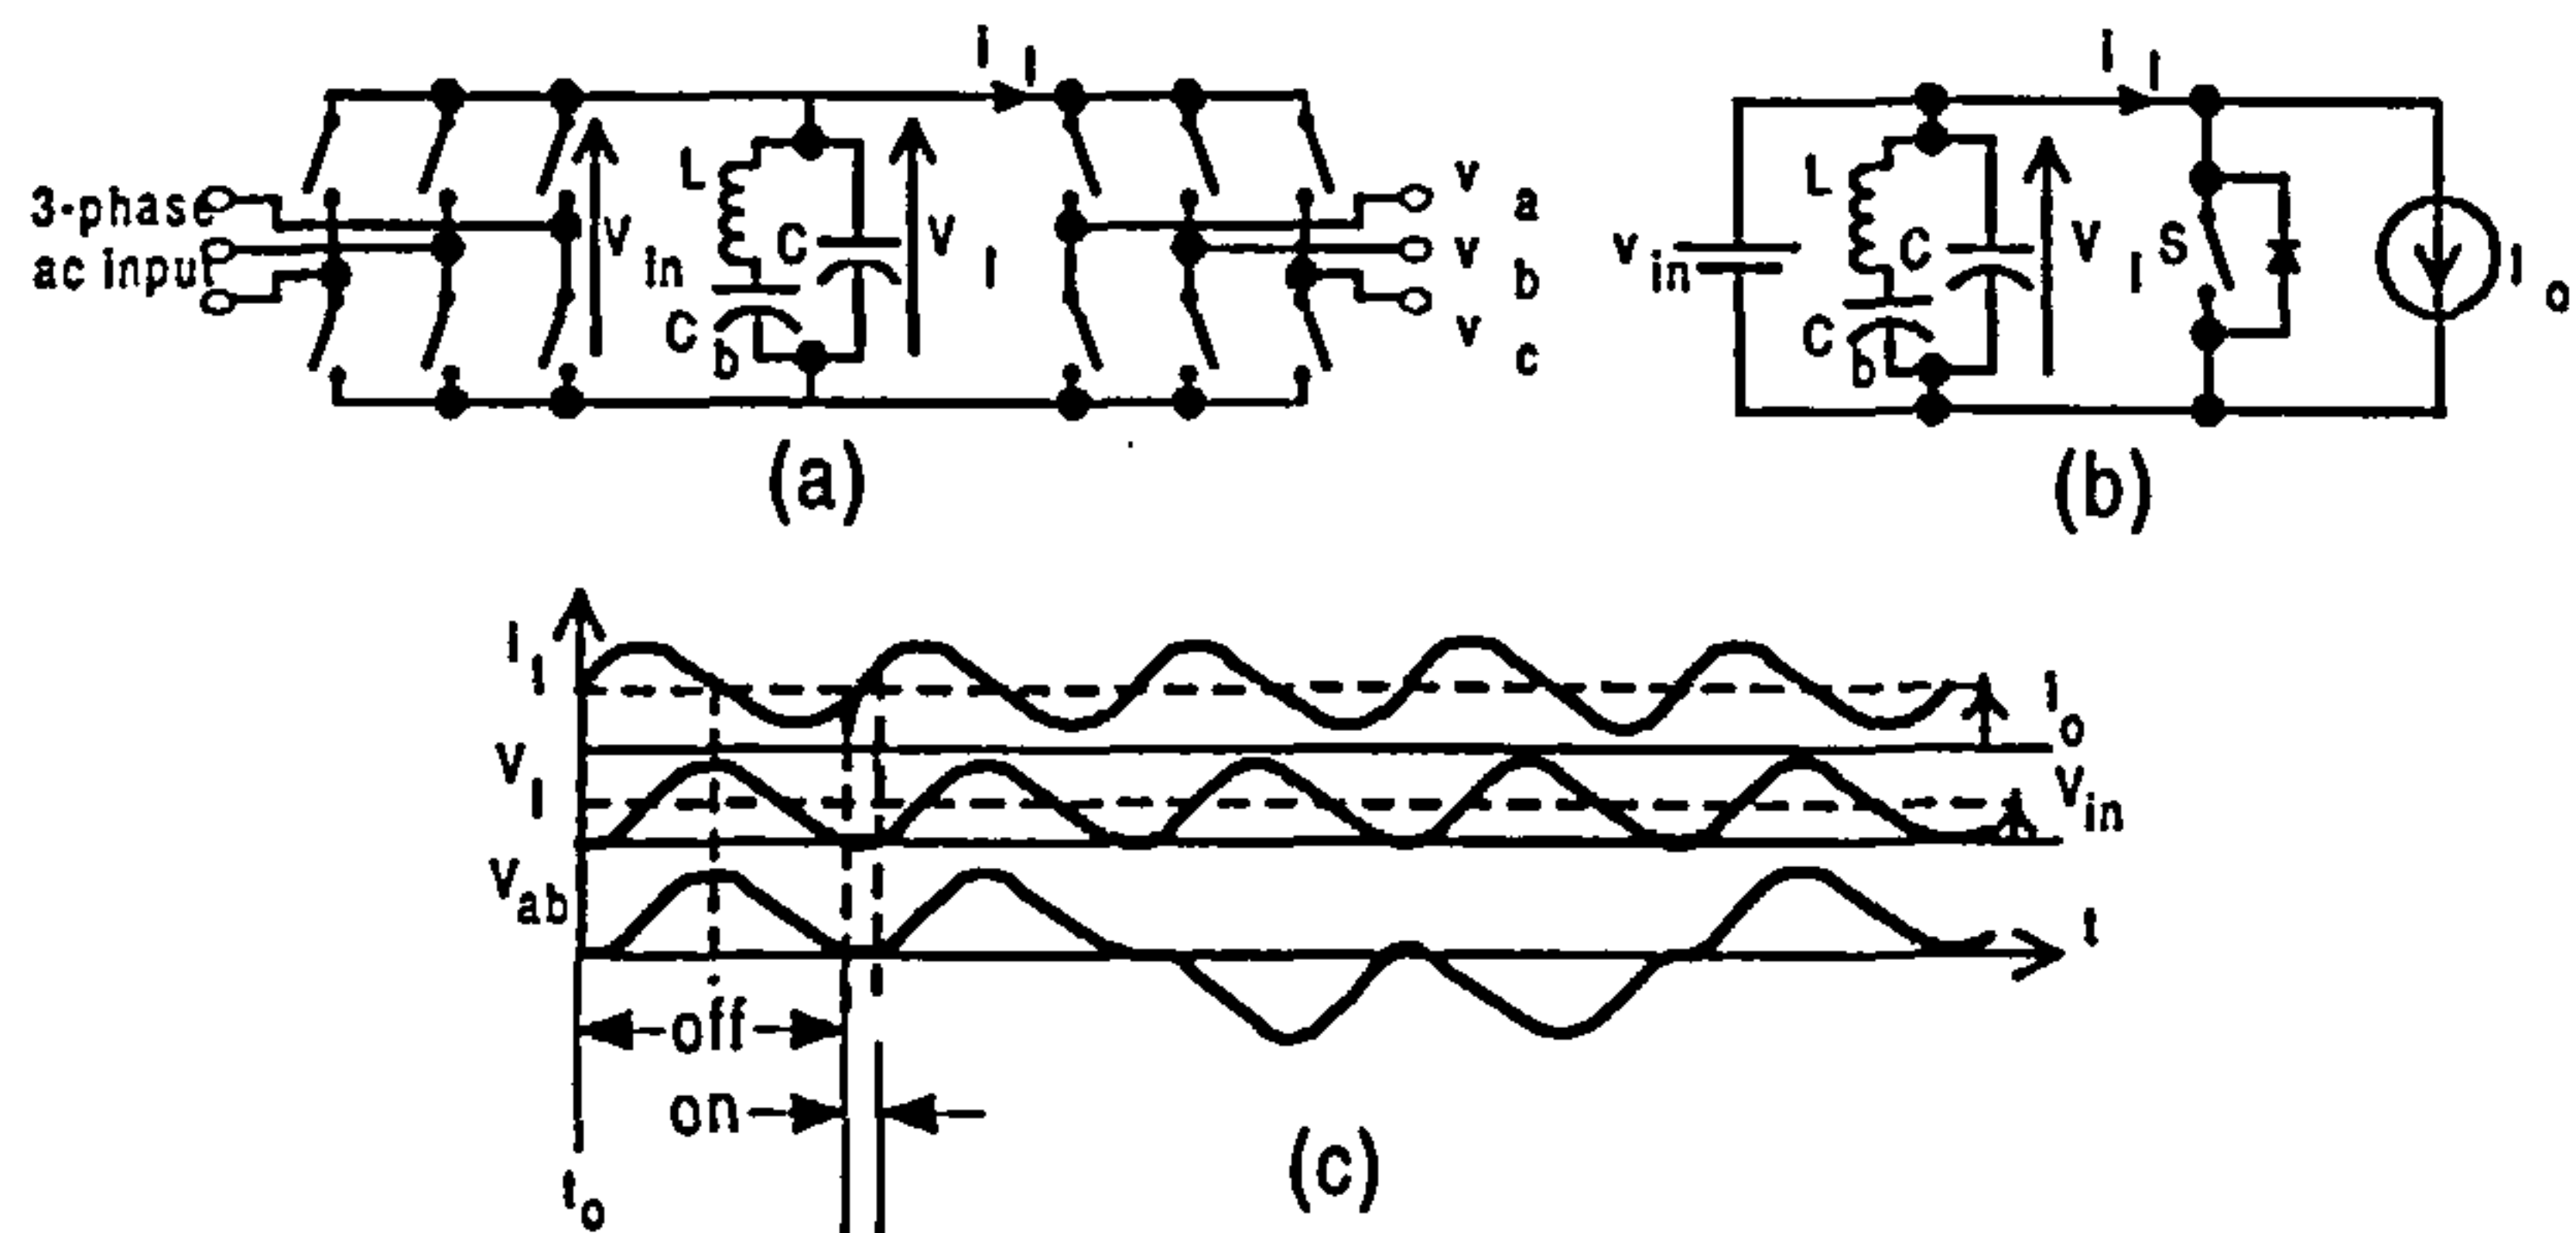 3-phase
ac input
V in
L
C
C b
V I
i I
v a
v b
v c
(a)
v in
L
C
C b
V I
i I
S
I o
(b)
I I
I o
V I
V in
V ab
t
off
on
t o
(c)